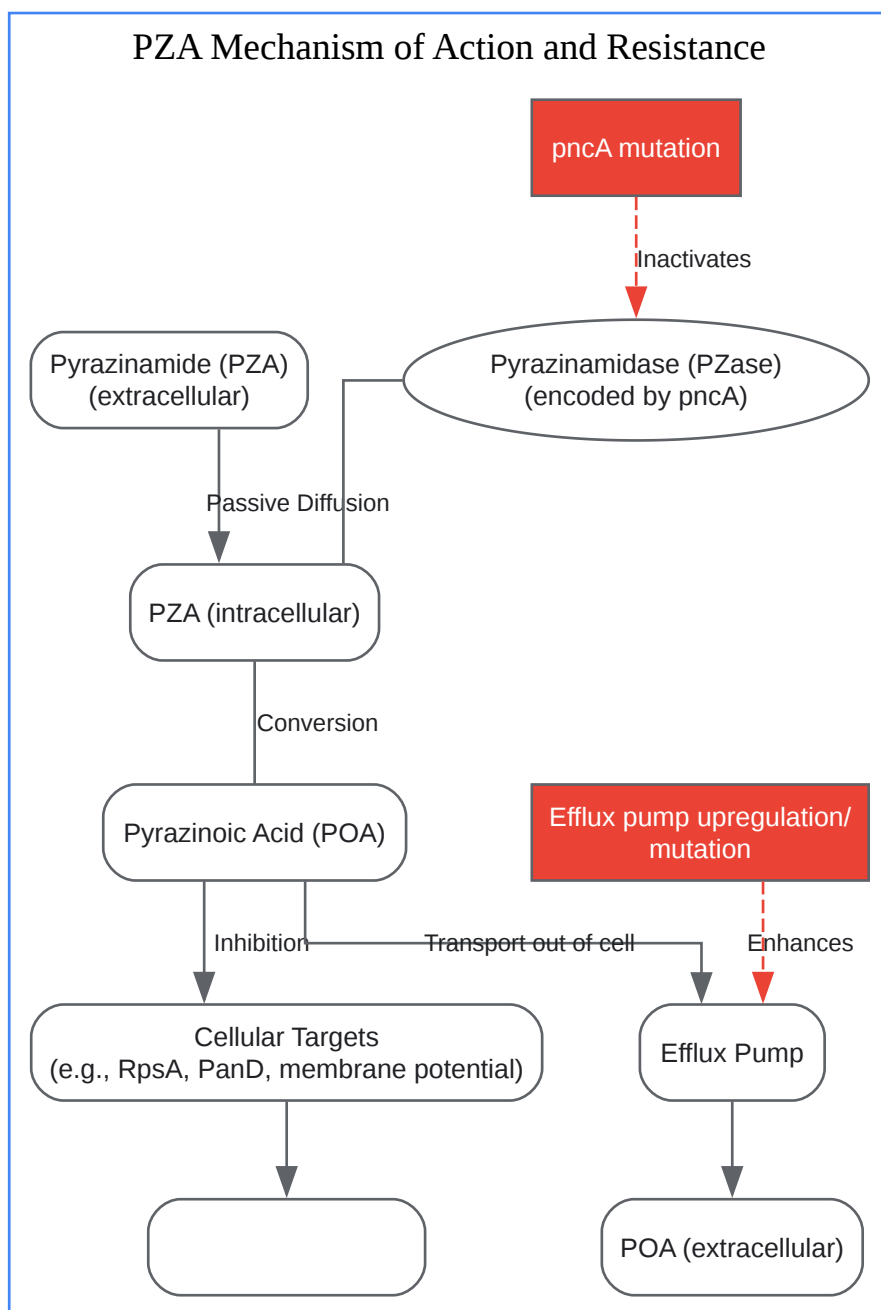 PZA Mechanism of Action and Resistance
pncA mutation
Inactivates
Pyrazinamide (PZA)
(extracellular)
Pyrazinamidase (PZase)
(encoded by pncA)
Passive Diffusion
PZA (intracellular)
Conversion
Pyrazinoic Acid (POA)
Efflux pump upregulation/
mutation
Inhibition
Transport out of cell
Enhances
Cellular Targets
(e.g., RpsA, PanD, membrane potential)
Efflux Pump
POA (extracellular)